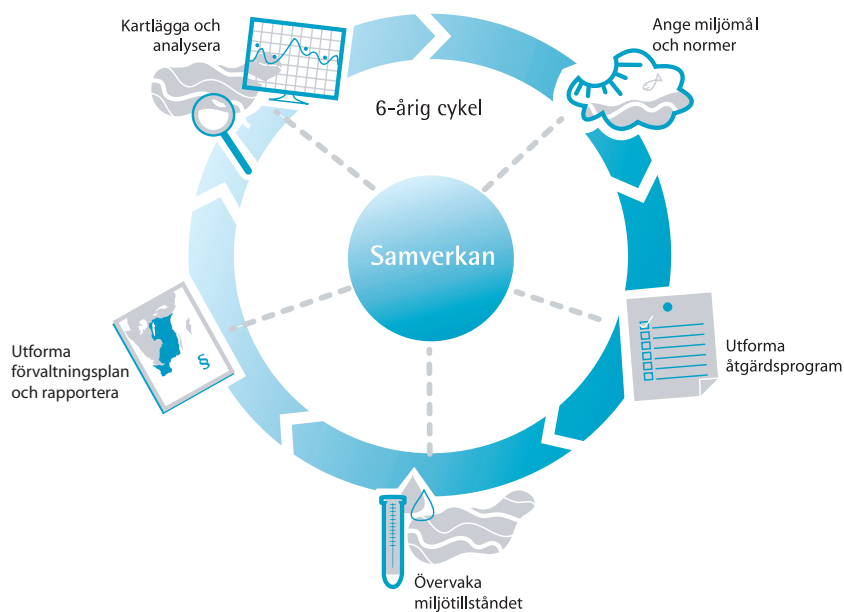 Kartlägga och
analysera
Ange miljömål
och normer
6-årig cykel
Samverkan
Utforma
förvaltningsplan
och rapportera
§
Utforma
åtgärdsprogram
Övervaka
miljötillståndet